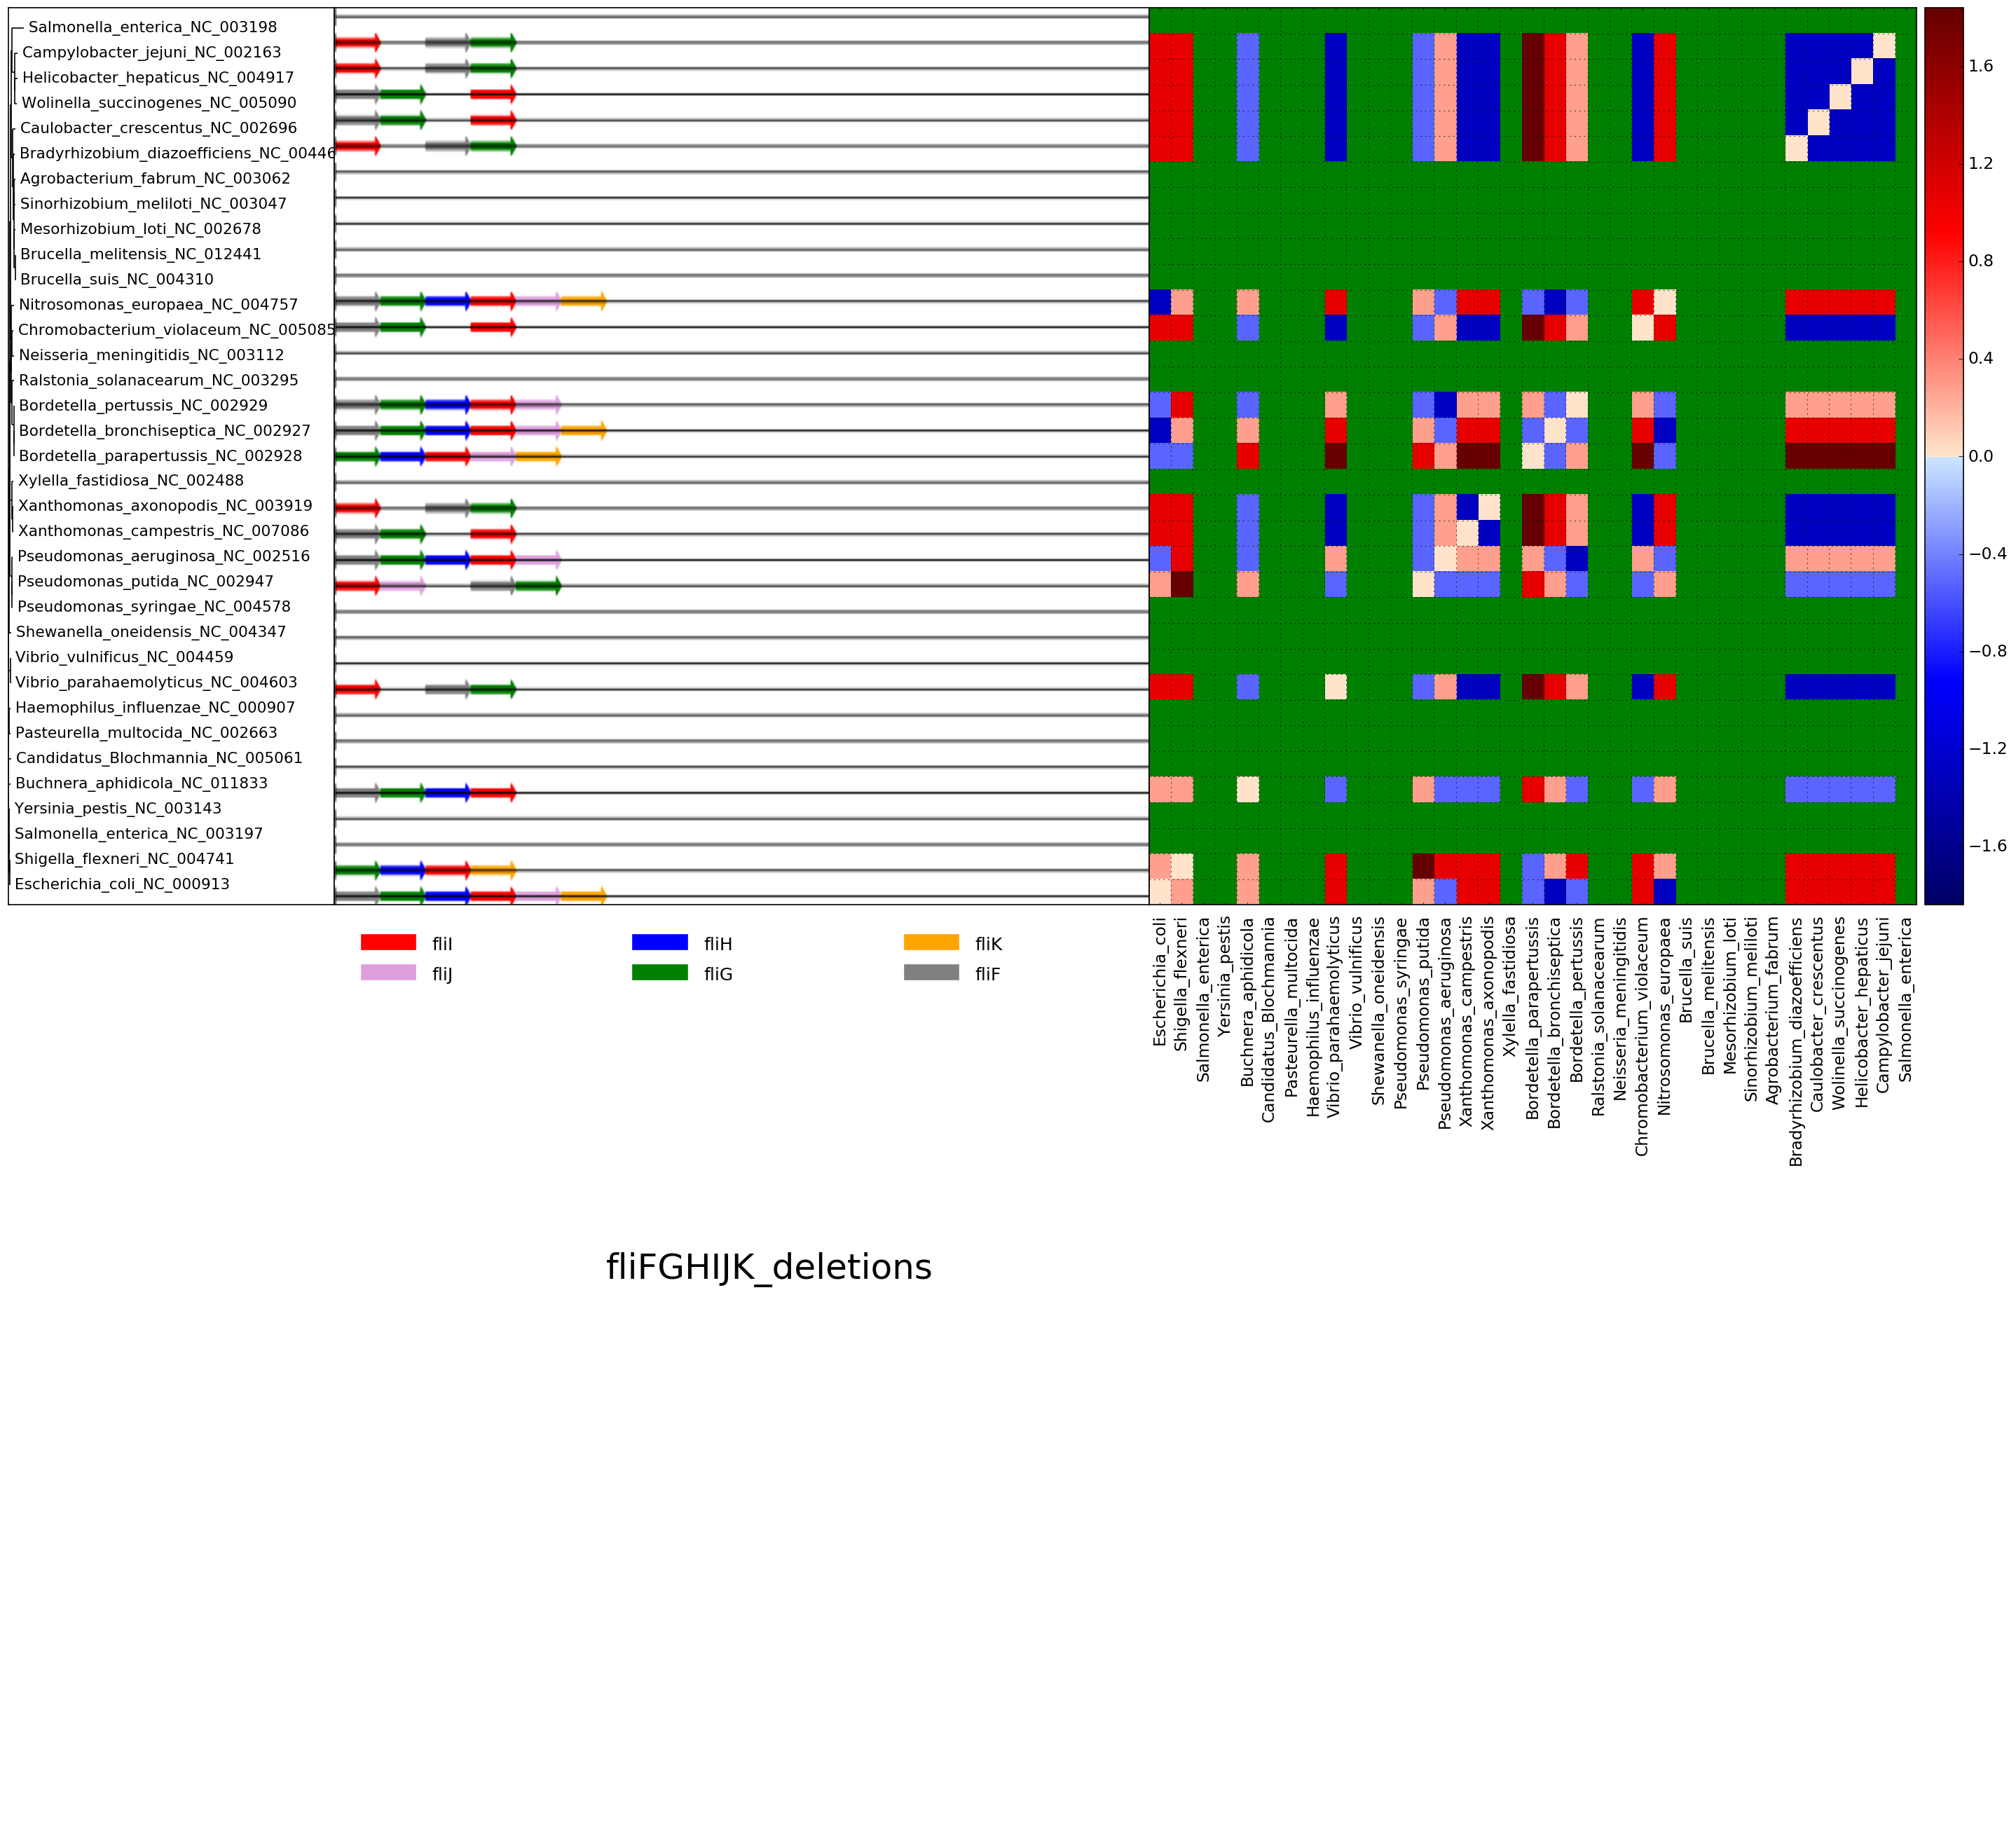 Salmonella_enterica_NC_003198
Campylobacter_jejuni_NC_002163
Helicobacter_hepaticus_NC_004917
Wolinella_succinogenes_NC_005090
Caulobacter_crescentus_NC_002696
Bradyrhizobium_diazoefficiens_NC_00446
Agrobacterium_fabrum_NC_003062
Sinorhizobium_meliloti_NC_003047
Mesorhizobium_loti_NC_002678
Brucella_melitensis_NC_012441
Brucella_suis_NC_004310
Nitrosomonas_europaea_NC_004757
Chromobacterium_violaceum_NC_005085
Neisseria_meningitidis_NC_003112
Ralstonia_solanacearum_NC_003295
Bordetella_pertussis_NC_002929
Bordetella_bronchiseptica_NC_002927
Bordetella_parapertussis_NC_002928
Xylella_fastidiosa_NC_002488
Xanthomonas_axonopodis_NC_003919
Xanthomonas_campestris_NC_007086
Pseudomonas_aeruginosa_NC_002516
Pseudomonas_putida_NC_002947
Pseudomonas_syringae_NC_004578
Shewanella_oneidensis_NC_004347
Vibrio_vulnificus_NC_004459
Vibrio_parahaemolyticus_NC_004603
Haemophilus_influenzae_NC_000907
Pasteurella_multocida_NC_002663
Candidatus_Blochmannia_NC_005061
Buchnera_aphidicola_NC_011833
Yersinia_pestis_NC_003143
Salmonella_enterica_NC_003197
Shigella_flexneri_NC_004741
Escherichia_coli_NC_000913
1.6
1.2
0.8
0.4
0.0
−0.4
−0.8
−1.2
−1.6
fliI
fliH
fliK
fliJ
fliG
fliF
Escherichia_coli
Shigella_flexneri
Salmonella_enterica
Yersinia_pestis
Buchnera_aphidicola
Candidatus_Blochmannia
Pasteurella_multocida
Haemophilus_influenzae
Vibrio_parahaemolyticus
Vibrio_vulnificus
Shewanella_oneidensis
Pseudomonas_syringae
Pseudomonas_putida
Pseudomonas_aeruginosa
Xanthomonas_campestris
Xanthomonas_axonopodis
Xylella_fastidiosa
Bordetella_parapertussis
Bordetella_bronchiseptica
Bordetella_pertussis
Ralstonia_solanacearum
Neisseria_meningitidis
Chromobacterium_violaceum
Nitrosomonas_europaea
Brucella_suis
Brucella_melitensis
Mesorhizobium_loti
Sinorhizobium_meliloti
Agrobacterium_fabrum
Bradyrhizobium_diazoefficiens
Caulobacter_crescentus
Wolinella_succinogenes
Helicobacter_hepaticus
Campylobacter_jejuni
Salmonella_enterica
fliFGHIJK_deletions